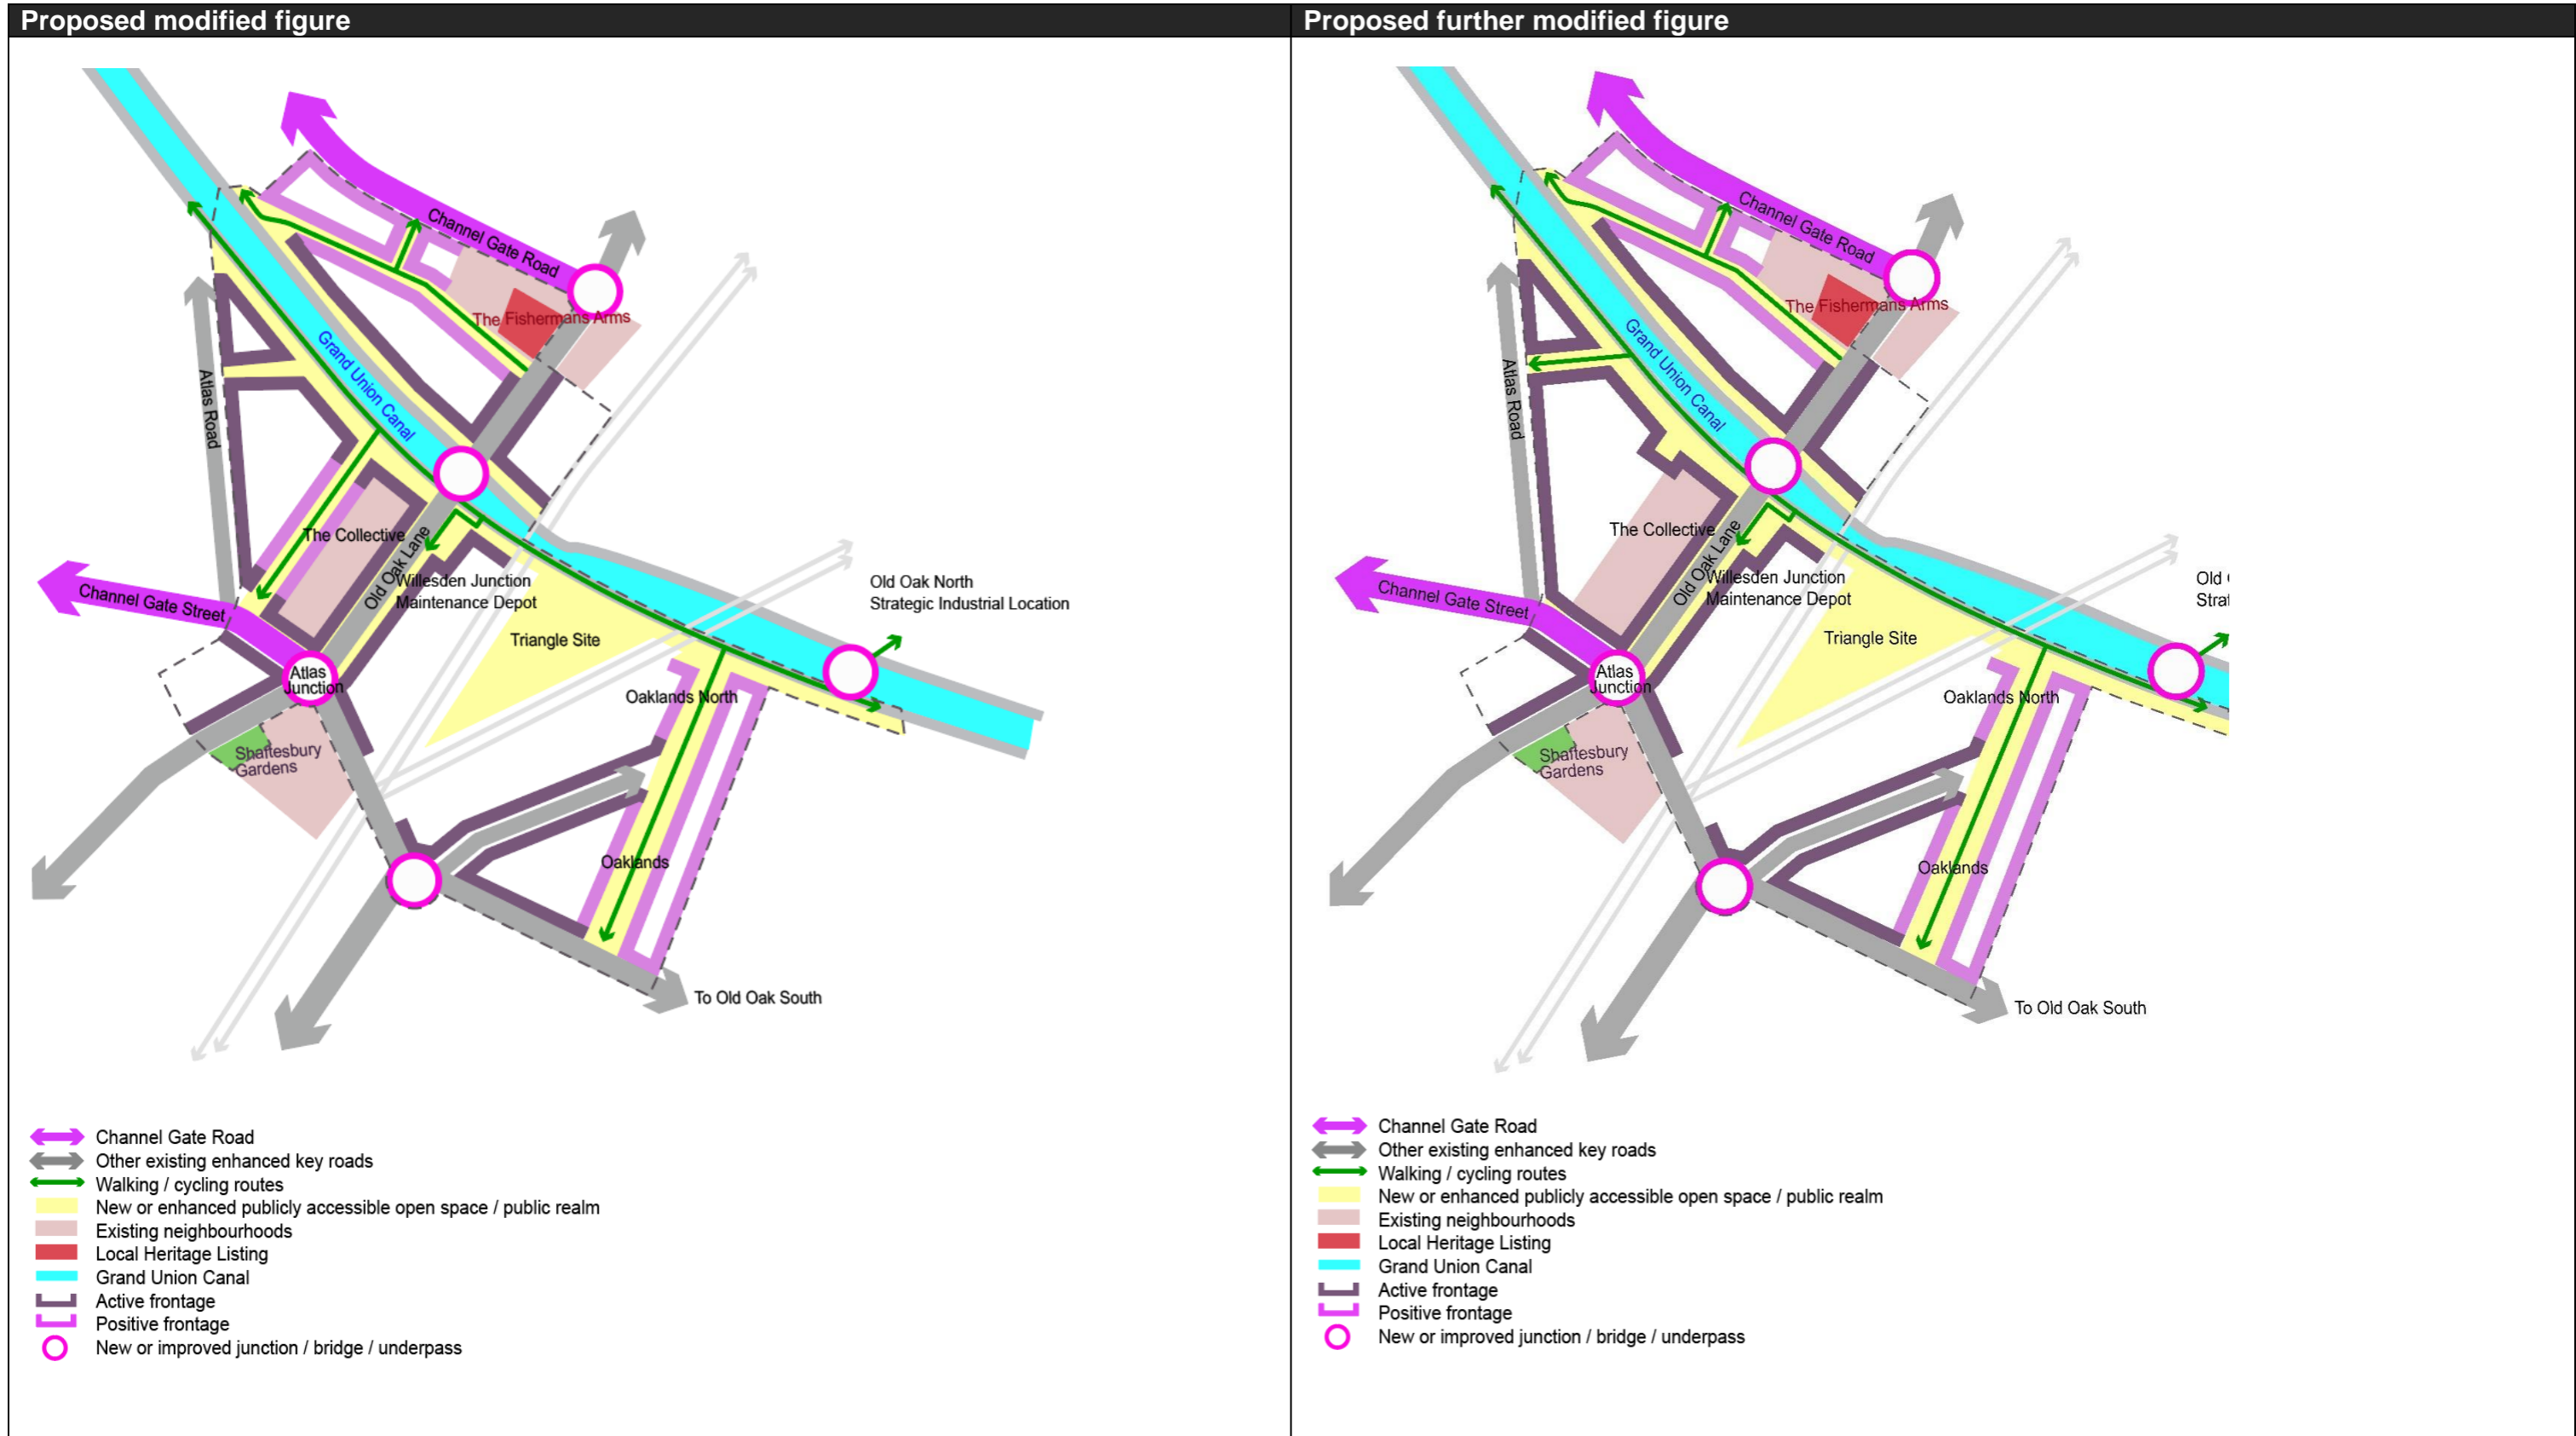 Proposed modified figure
Channel Gate Road
The Fishermans Arms
Grand Union Canal
Atlas Road
The Collective
Old Oak Lane
Willesden Junction
Maintenance Depot
Channel Gate Street
Old Oak North
Strategic Industrial Location
Triangle Site
Atlas
Junction
Oaklands North
Shaftesbury
Gardens
Oaklands
To Old Oak South
Channel Gate Road
Other existing enhanced key roads
Walking / cycling routes
New or enhanced publicly accessible open space / public realm
Existing neighbourhoods
Local Heritage Listing
Grand Union Canal
Active frontage
Positive frontage
New or improved junction / bridge / underpass
Proposed further modified figure
Channel Gate Road
The Fishermans Arms
Grand Union Canal
Atlas Road
The Collective
Old Oak Lane
Willesden Junction
Maintenance Depot
Channel Gate Street
Old
Strat
Triangle Site
Atlas
Junction
Oaklands North
Shaftesbury
Gardens
Oaklands
To Old Oak South
Channel Gate Road
Other existing enhanced key roads
Walking / cycling routes
New or enhanced publicly accessible open space / public realm
Existing neighbourhoods
Local Heritage Listing
Grand Union Canal
Active frontage
Positive frontage
New or improved junction / bridge / underpass